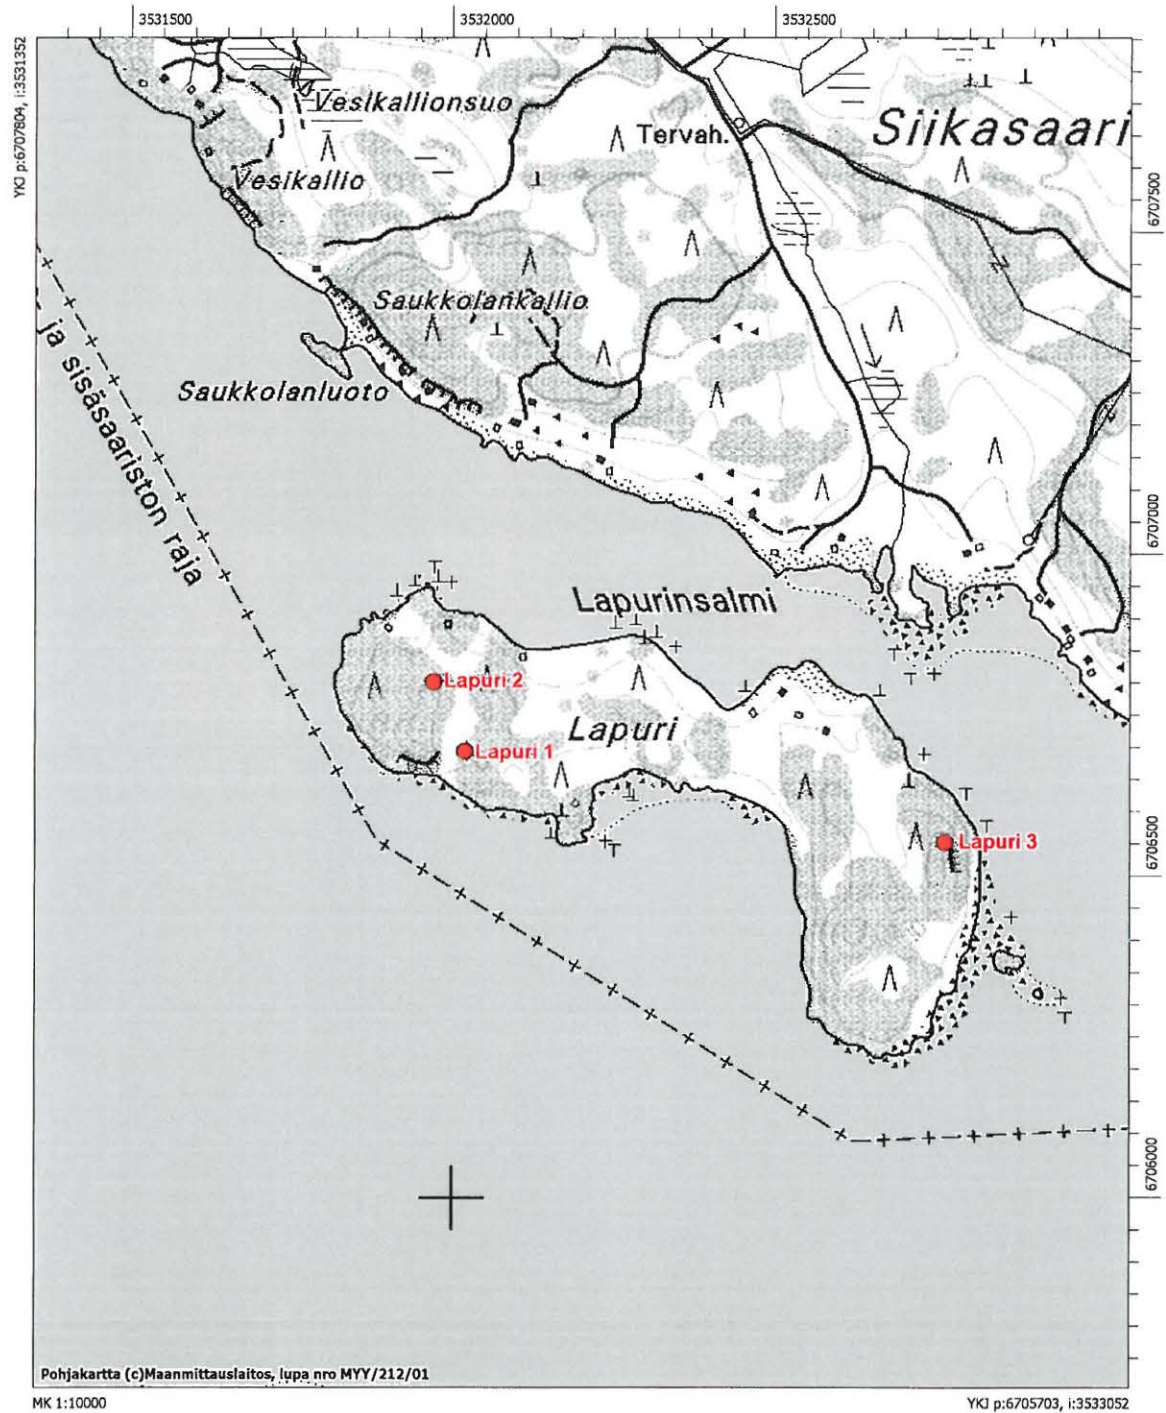 3531500
3532000
3532500
YKJ p:6707804, i:3531352
Vesikallionsuo
Tervah.
Siikasaari
Vesikallio
6707500
Saukkolankallio
Saukkolanluoto
ja sisäsaariston raja
6707000
Lapurinsalmi
Lapuri 2
Lapuri
Lapuri 1
Lapuri 3
6706500
6706000
Pohjakartta (c)Maanmittauslaitos, lupa nro MYY/212/01
MK 1:10000
YKJ p:6705703, i:3533052